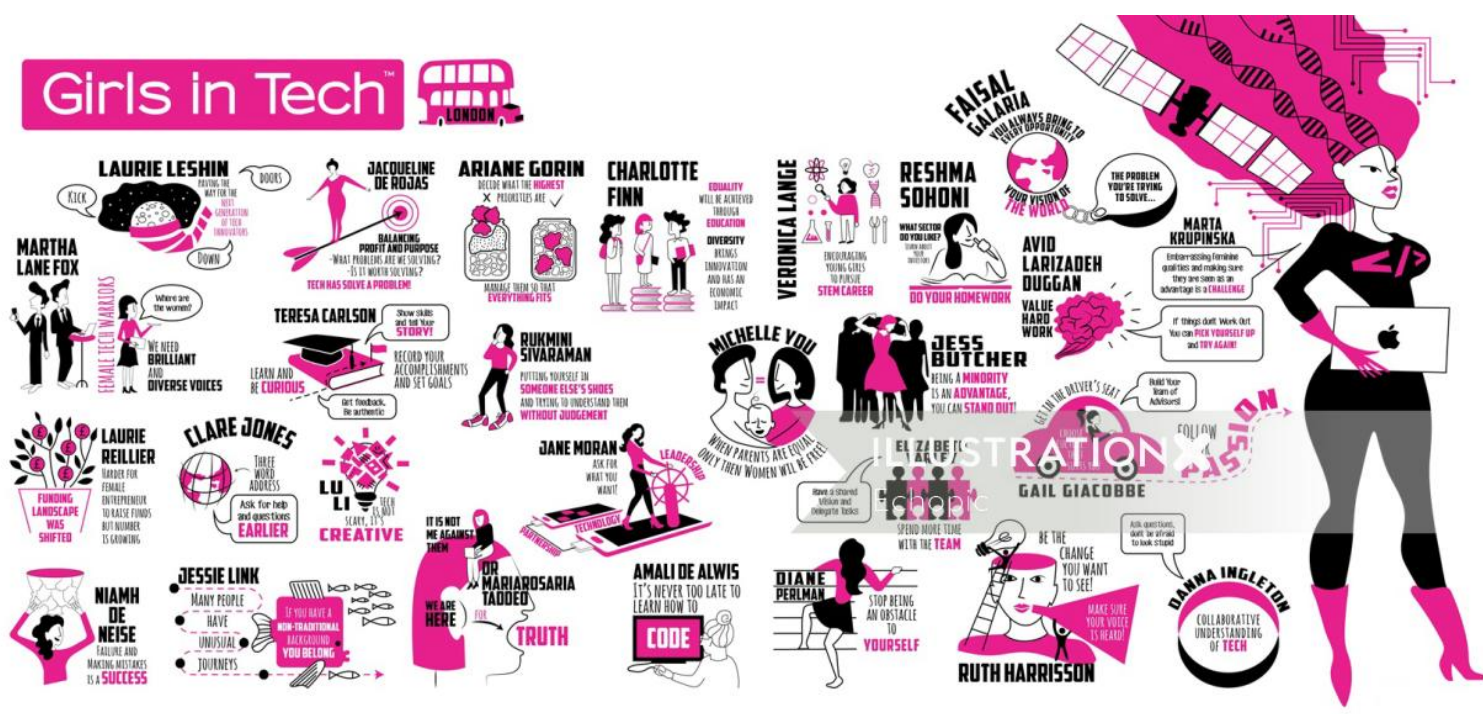 Girls in Tech™
LONDON
LAURIE LESHIN
KICK
DOORS
DOWN
PAVING THE
WAY FOR THE
NEXT
GENERATION
OF TECH
INNOVATORS
JACQUELINE
DE ROJAS
BALANCING
PROFIT AND PURPOSE
-WHAT PROBLEMS ARE WE SOLVING?
-IS IT WORTH SOLVING?
TECH HAS SOLVE A PROBLEM!
ARIANE GORIN
DECIDE WHAT THE HIGHEST
PRIORITIES ARE
MANAGE THEM SO THAT
EVERYTHING FITS
CHARLOTTE
FINN
EQUALITY
WILL BE ACHIEVED
THROUGH
EDUCATION
DIVERSITY
BRINGS
INNOVATION
AND HAS AN
ECONOMIC
IMPACT
VERONICA LANGE
ENCOURAGING
YOUNG GIRLS
TO PURSUE
STEM CAREER
RESHMA
SOHONI
WHAT SECTOR
DO YOU LIKE?
LEARN ABOUT
YOUR
INVESTORS
DO YOUR HOMEWORK
FAISAL
GALARIA
YOU ALWAYS BRING TO
EVERY OPPORTUNITY
YOUR VISION OF
THE WORLD
THE PROBLEM
YOU'RE TRYING
TO SOLVE...
AVID
LARIZADEH
DUGGAN
VALUE
HARD
WORK
MARTA
KRUPINSKA
Embarrassing feminine
qualities and making sure
they are seen as an
advantage is a CHALLENGE
If things don't Work Out
You can PICK YOURSELF UP
and TRY AGAIN!
</>
MARTHA
LANE FOX
FEMALE TECH WARRIORS
Where are
the women?
WE NEED
BRILLIANT
AND
DIVERSE VOICES
TERESA CARLSON
Show skills
and tell Your
STORY!
LEARN AND
BE CURIOUS
RECORD YOUR
ACCOMPLISHMENTS
AND SET GOALS
Get feedback,
Be authentic
RUKMINI
SIVARAMAN
PUTTING YOURSELF IN
SOMEONE ELSE'S SHOES
AND TRYING TO UNDERSTAND THEM
WITHOUT JUDGEMENT
MICHELLE YOU
=
WHEN PARENTS ARE EQUAL
ONLY THEN WOMEN WIL BE FREE!
JESS
BUTCHER
BEING A MINORITY
IS AN ADVANTAGE,
YOU CAN STAND OUT!
GET IN THE DRIVER'S SEAT
Build Your
Team of
Advisors!
GAIL GIACOBBE
FOLLOW
PASSION
LAURIE
REILLIER
HARDER FOR
FEMALE
ENTREPRENEUR
TO RAISE FUNDS
BUT NUMBER
IS GROWING
FUNDING
LANDSCAPE
WAS
SHIFTED
CLARE JONES
THREE
WORD
ADDRESS
Ask for help
and questions
EARLIER
LU
LI
TECH
IS NOT
SCARY, IT'S
CREATIVE
JANE MORAN
ASK FOR
WHAT YOU
WANT!
LEADERSHIP
TECHNOLOGY
PARTNERSHIP
Have a shared
Vision and
Delegate Tasks
SPEND MORE TIME
WITH THE TEAM
ILLUSTRATIONX
Echopic
NIAMH
DE
NEISE
FAILURE AND
MAKING MISTAKES
IS A SUCCESS
JESSIE LINK
MANY PEOPLE
HAVE
UNUSUAL
JOURNEYS
IF YOU HAVE A
NON-TRADITIONAL
BACKGROUND
YOU BELONG
IT IS NOT
ME AGAINST
THEM
DR
MARIAROSARIA
TADDEO
WE ARE
HERE
FOR
TRUTH
AMALI DE ALWIS
IT'S NEVER TOO LATE TO
LEARN HOW TO
CODE
DIANE
PERLMAN
STOP BEING
AN OBSTACLE
TO
YOURSELF
BE THE
CHANGE
YOU WANT
TO SEE!
MAKE SURE
YOUR VOICE
IS HEARD!
RUTH HARRISSON
Ask questions,
don't be afraid
to look stupid
DANNA INGLETON
COLLABORATIVE
UNDERSTANDING
OF TECH